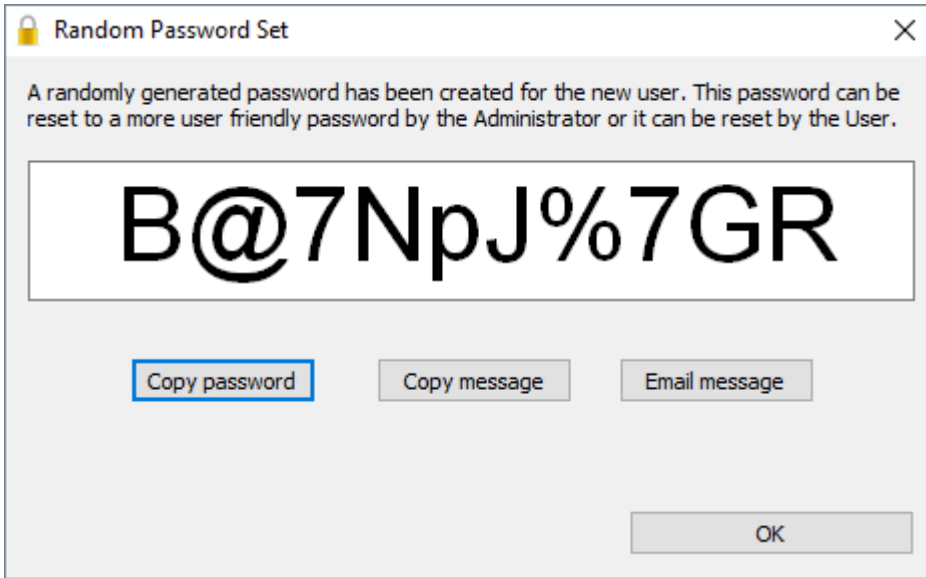 Random Password Set
A randomly generated password has been created for the new user. This password can be
reset to a more user friendly password by the Administrator or it can be reset by the User.
B@7NpJ%7GR
Copy password Copy message Email message
OK